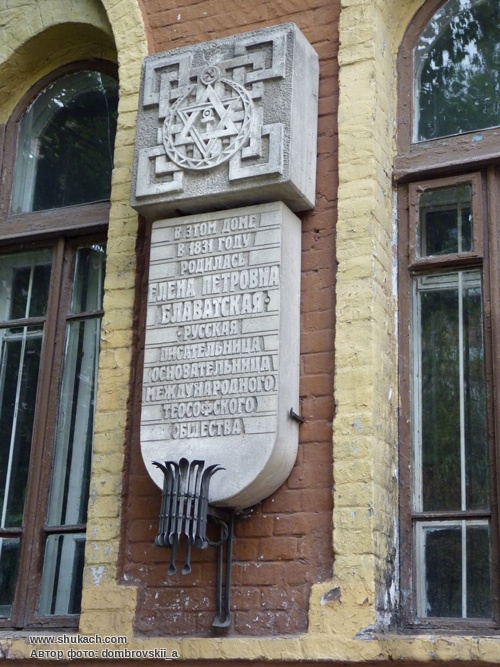 В ЭТОМ ДОМЕ
В 1831 ГОДУ
РОДИЛАСЬ
ЕЛЕНА ПЕТРОВНА
БЛАВАТСКАЯ
РУССКАЯ
ПИСАТЕЛЬНИЦА
ОСНОВАТЕЛЬНИЦА
МЕЖДУНАРОДНОГО
ТЕОСОФСКОГО
ОБЩЕСТВА
www.shukach.com
Автор фото- dombrovskii_a